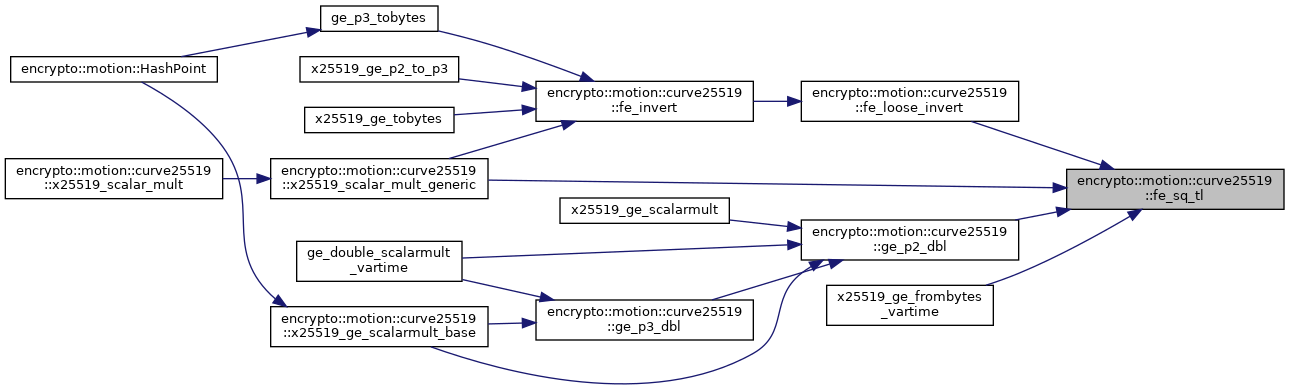 ge_p3_tobytes
encrypto::motion::HashPoint
x25519_ge_p2_to_p3
x25519_ge_tobytes
encrypto::motion::curve25519
::fe_invert
encrypto::motion::curve25519
::fe_loose_invert
encrypto::motion::curve25519
::x25519_scalar_mult
encrypto::motion::curve25519
::x25519_scalar_mult_generic
encrypto::motion::curve25519
::fe_sq_tl
x25519_ge_scalarmult
ge_double_scalarmult
_vartime
encrypto::motion::curve25519
::ge_p2_dbl
encrypto::motion::curve25519
::x25519_ge_scalarmult_base
encrypto::motion::curve25519
::ge_p3_dbl
x25519_ge_frombytes
_vartime